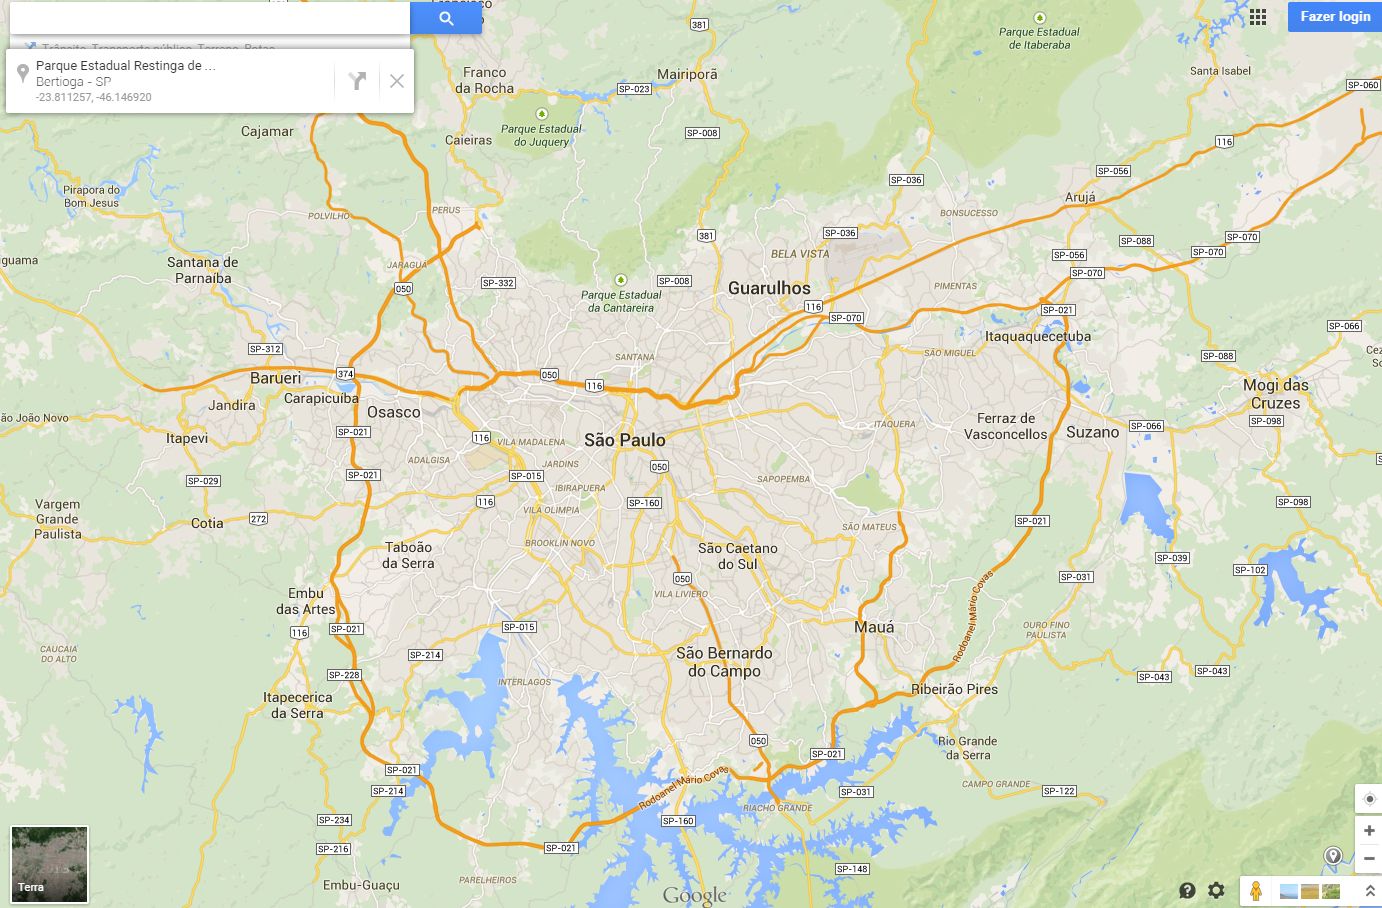 Fazer login
Trânsito, Transporte público, Terreno, Rotas
Parque Estadual Restinga de ...
Bertioga - SP
-23.811257, -46.146920
Francisco
381
Parque Estadual
de Itaberaba
Santa Isabel
Mairiporã
Franco
da Rocha
SP-023
SP-060
Cajamar
Parque Estadual
do Juquery
Caieiras
SP-008
116
SP-036
SP-056
Arujá
Pirapora do
Bom Jesus
POLVILHO
PERUS
BONSUCESSO
381
SP-036
SP-088
SP-070
SP-070
BELA VISTA
SP-056
SP-070
Santana de
Parnaíba
JARAGUA
050
SP-332
Parque Estadual
da Cantareira
SP-008
Guarulhos
PIMENTAS
116
SP-070
SP-021
Itaquaquecetuba
SP-066
SP-312
SANTANA
SÃO MIGUEL
SP-088
Barueri
374
050
116
Mogi das
Cruzes
Jandira
Carapicuíba
Osasco
ão João Novo
Itapevi
SP-021
116
VILA MADALENA
São Paulo
ITAQUERA
Ferraz de
Vasconcellos
Suzano
SP-066
SP-098
ADALGISA
JARDINS
050
SP-021
SP-015
SAPOPEMBA
SP-029
IBIRAPUERA
Vargem
Grande
Paulista
116
SP-160
VILA OLIMPIA
SP-098
Cotia
272
SÃO MATEUS
SP-021
Taboão
da Serra
BROOKLIN NOVO
São Caetano
do Sul
SP-039
SP-102
SP-031
050
VILA LIVIERO
Embu
das Artes
Rodoanel Mário Covas
116
SP-021
SP-015
Mauá
OURO FINO
PAULISTA
CAUCAIA
DO ALTO
SP-214
São Bernardo
do Campo
SP-228
INTERLAGOS
SP-043
SP-043
Itapecerica
da Serra
Ribeirão Pires
050
Rio Grande
da Serra
SP-021
SP-021
Rodoanel Mário Covas
SP-214
SP-031
CAMPO GRANDE
SP-122
RIACHO GRANDE
SP-234
SP-160
SP-216
SP-021
SP-148
Embu-Guaçu
PARELHEIROS
Terra
Google